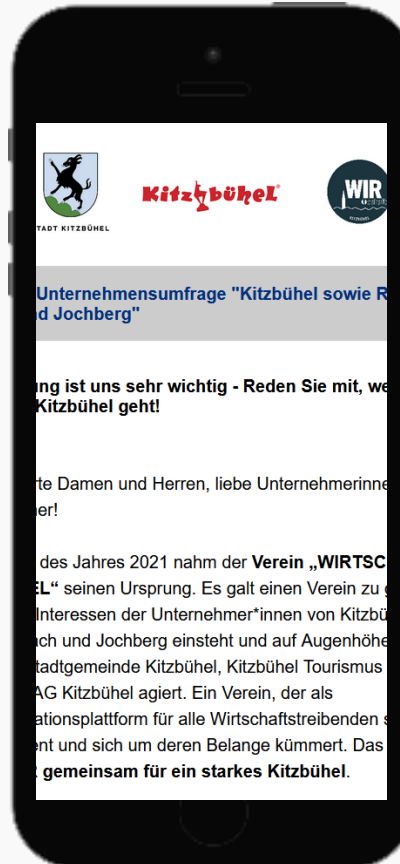 TADT KITZBÜHEL
Kitzbühel
WIR
Unternehmensumfrage "Kitzbühel sowie R
nd Jochberg"
ung ist uns sehr wichtig - Reden Sie mit, we
Kitzbühel geht!
rte Damen und Herren, liebe Unternehmerinne
er!
des Jahres 2021 nahm der Verein „WIRTSC
EL“ seinen Ursprung. Es galt einen Verein zu g
Interessen der Unternehmer*innen von Kitzbü
ach und Jochberg einsteht und auf Augenhöhe
tadtgemeinde Kitzbühel, Kitzbühel Tourismus
AG Kitzbühel agiert. Ein Verein, der als
ationsplattform für alle Wirtschaftstreibenden s
ent und sich um deren Belange kümmert. Das
gemeinsam für ein starkes Kitzbühel.